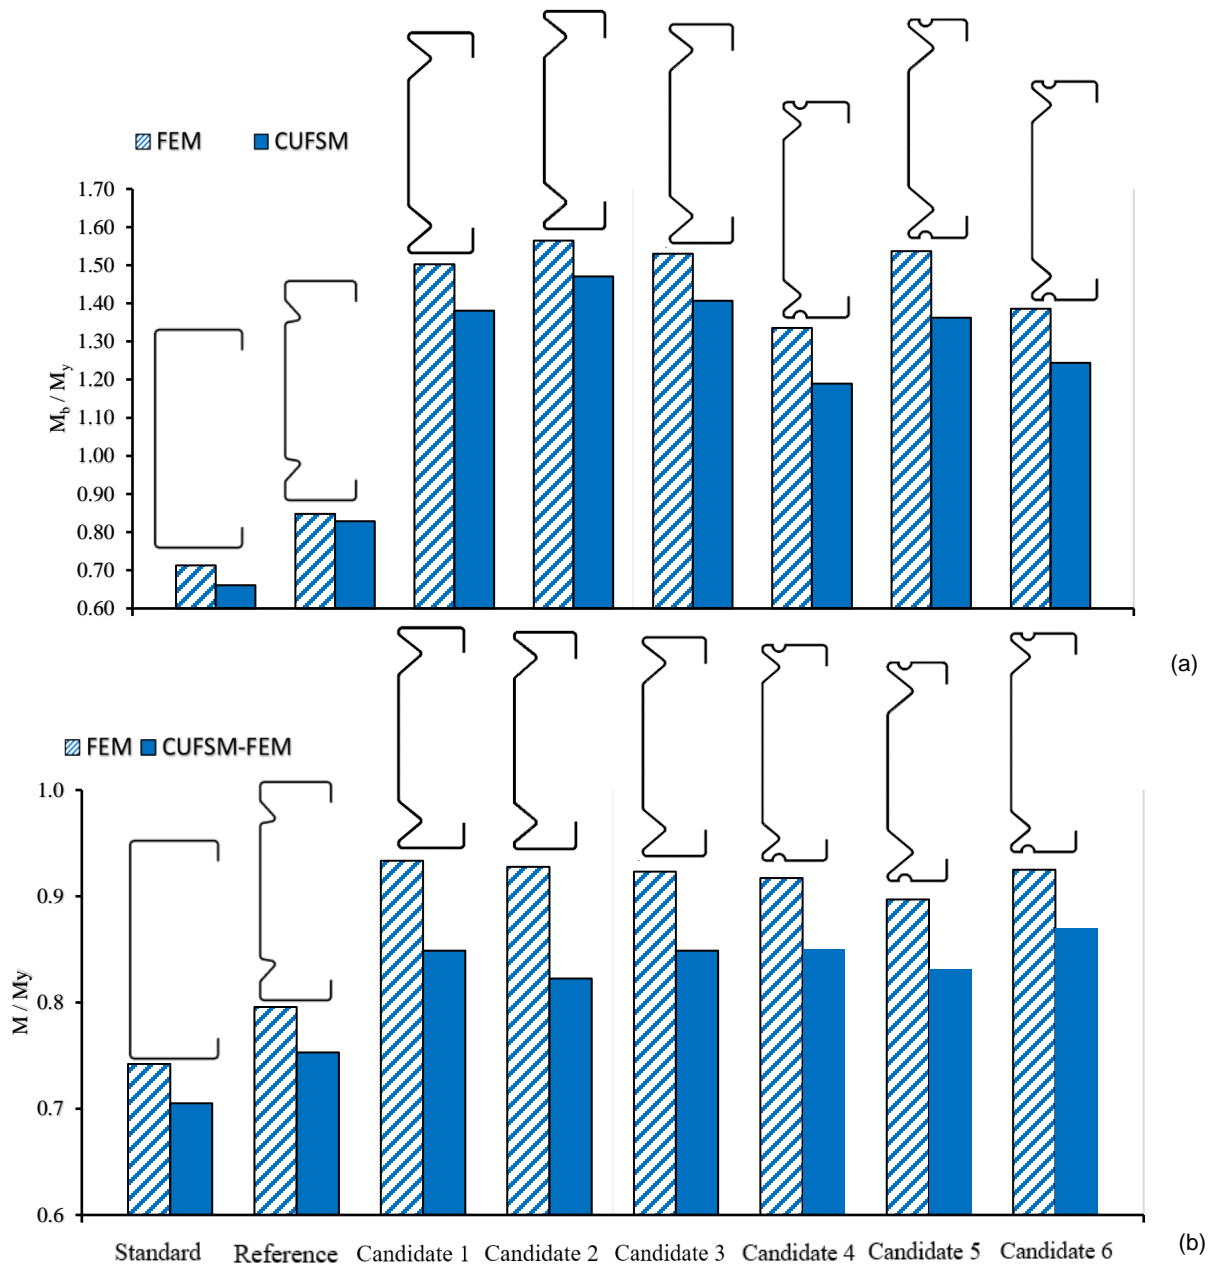 FEM CUFSM
1.70
1.60
1.50
1.40
1.30
1.20
1.10
1.00
0.90
0.80
0.70
0.60
M_b / M_y
(a)
FEM CUFSM-FEM
1.0
0.9
0.8
0.7
0.6
M / My
Standard Reference Candidate 1 Candidate 2 Candidate 3 Candidate 4 Candidate 5 Candidate 6
(b)